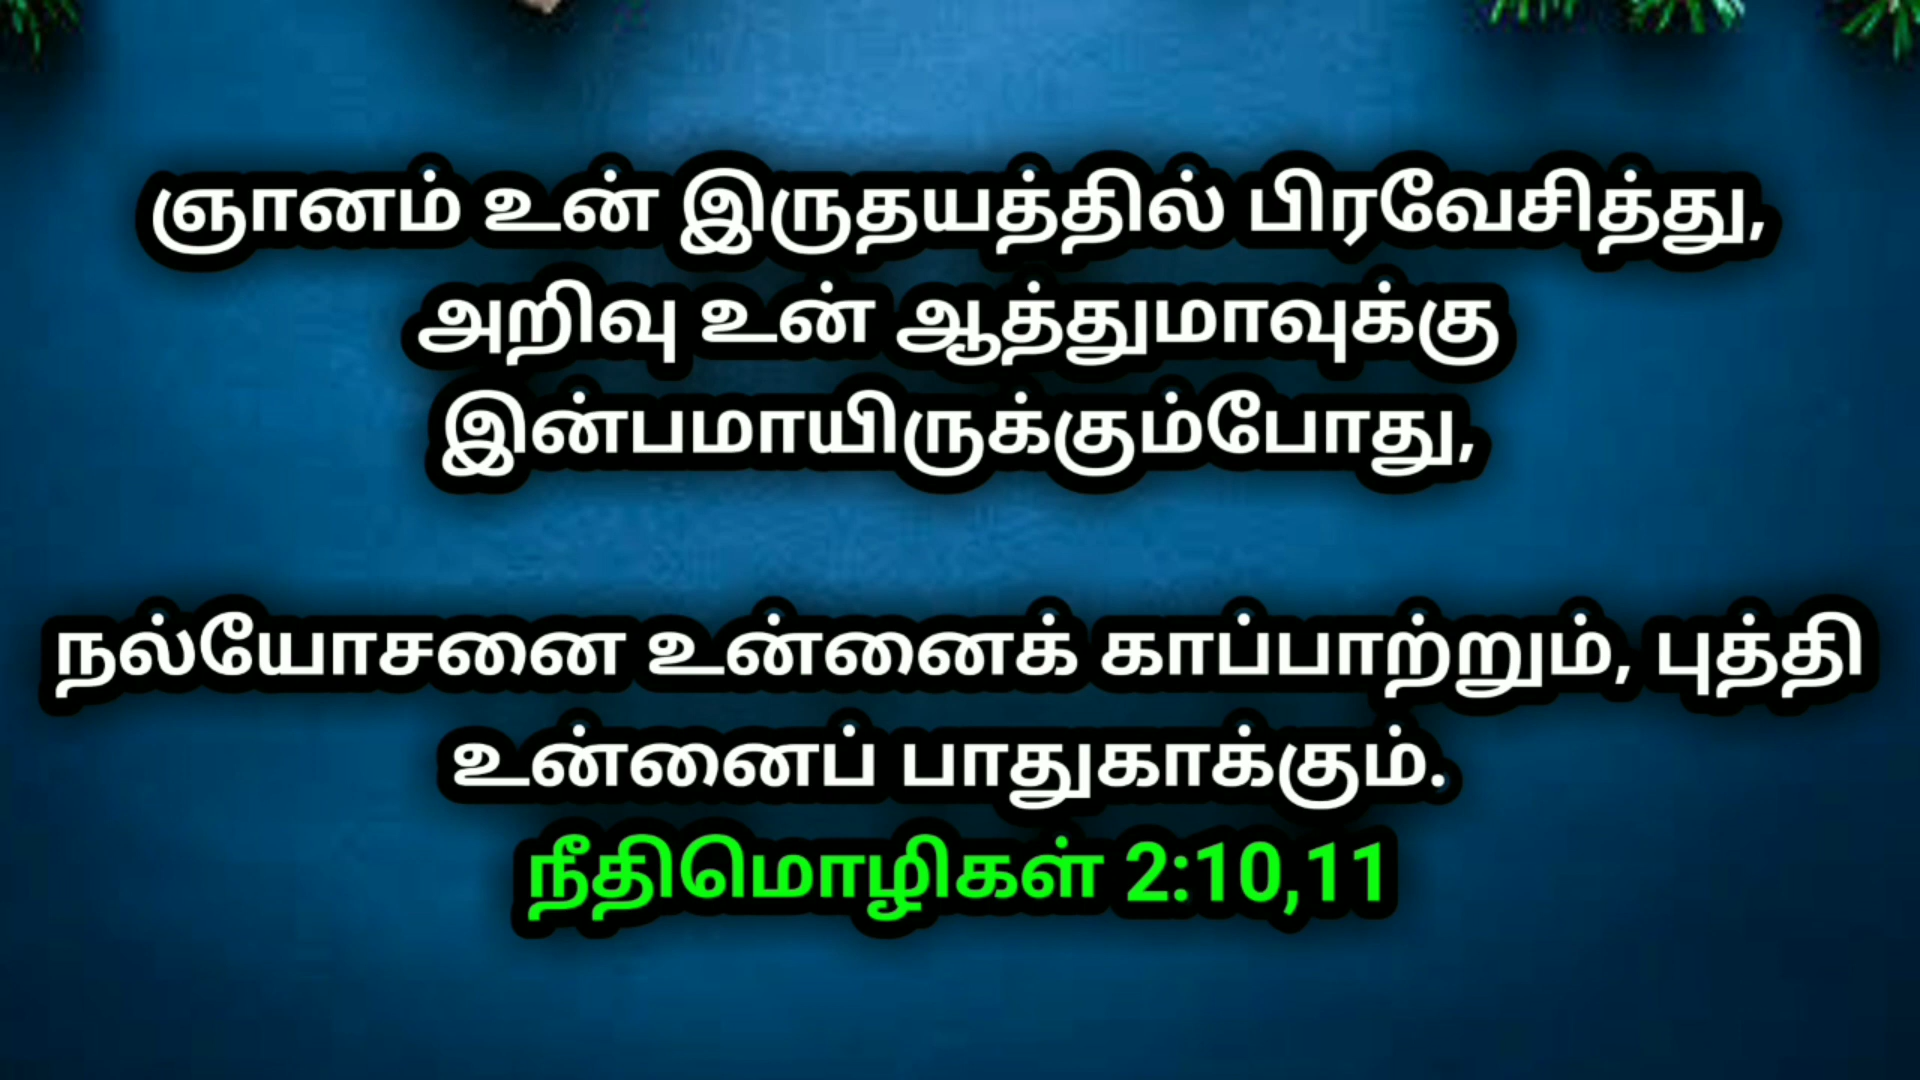 ஞானம் உன் இருதயத்தில் பிரவேசித்து,
அறிவு உன் ஆத்துமாவுக்கு
இன்பமாயிருக்கும்போது,
நல்யோசனை உன்னைக் காப்பாற்றும், புத்தி
உன்னைப் பாதுகாக்கும்.
நீதிமொழிகள் 2:10,11